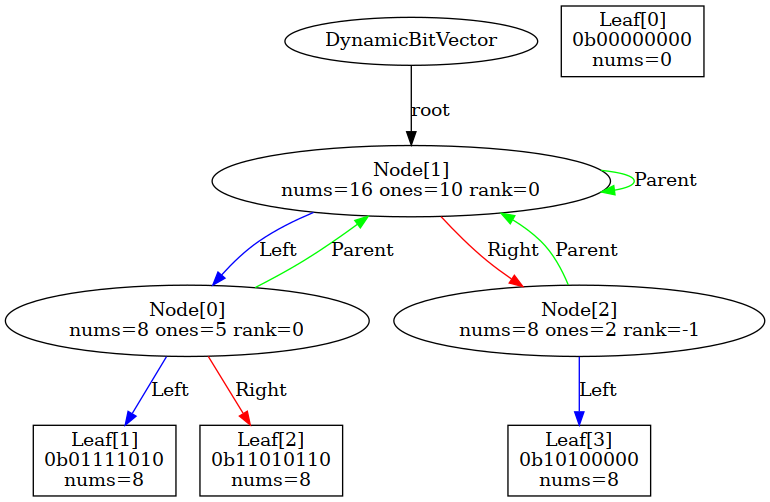 DynamicBitVector
Leaf[0]
0b00000000
nums=0
root
Node[1]
nums=16 ones=10 rank=0
Parent
Left
Parent
Right
Parent
Node[0]
nums=8 ones=5 rank=0
Node[2]
nums=8 ones=2 rank=-1
Left
Right
Left
Leaf[1]
0b01111010
nums=8
Leaf[2]
0b11010110
nums=8
Leaf[3]
0b10100000
nums=8